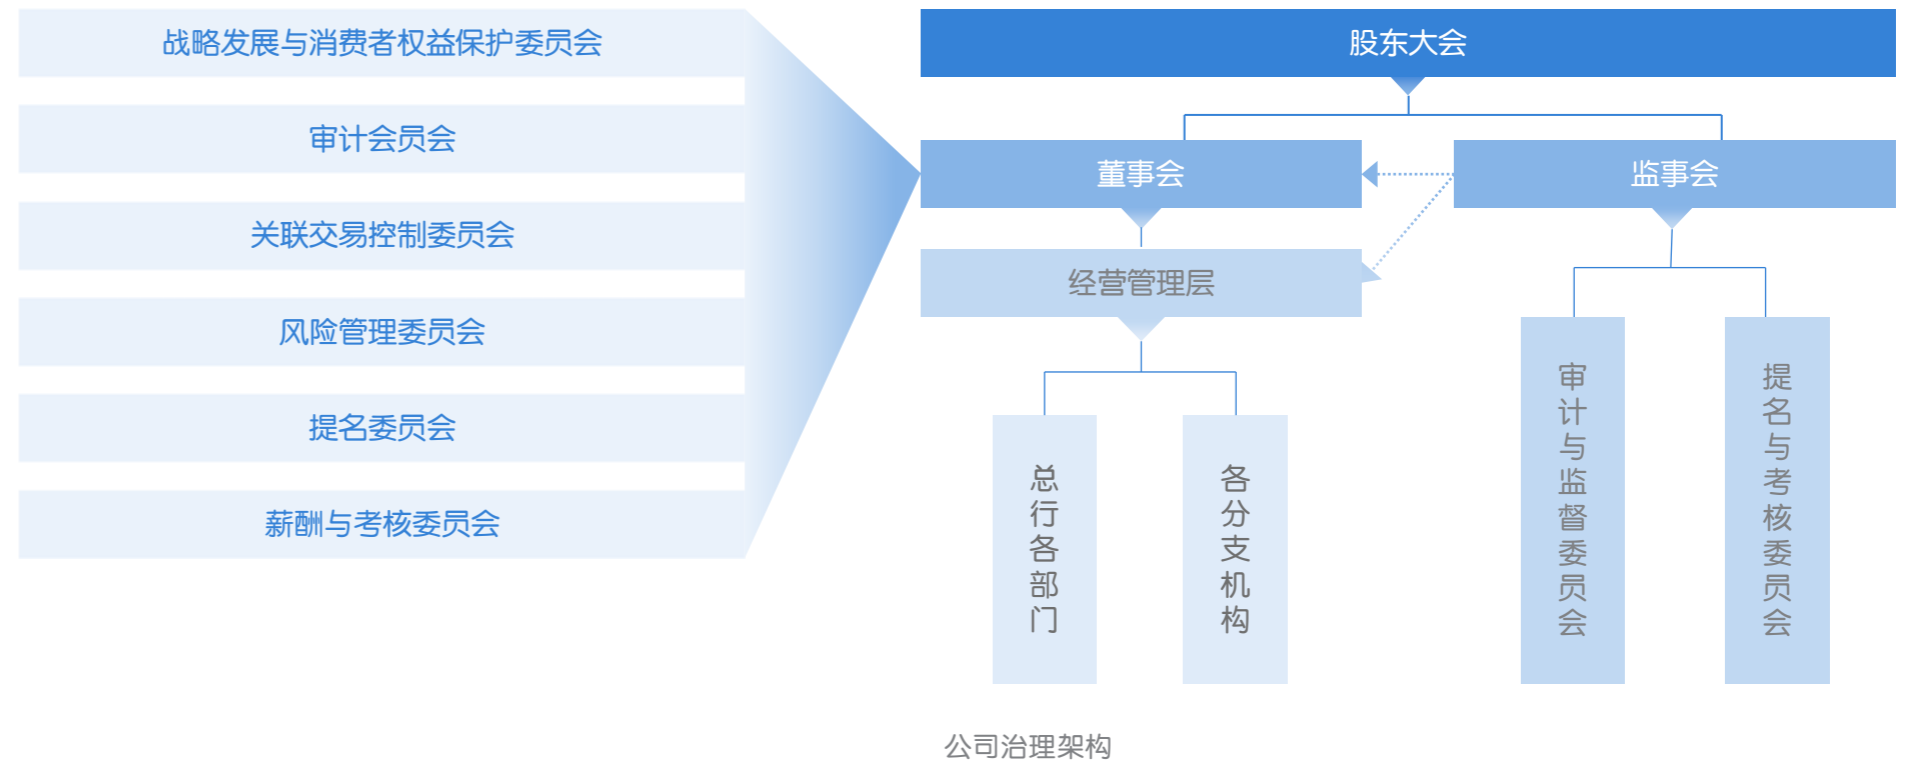 战略发展与消费者权益保护委员会
审计会员会
关联交易控制委员会
风险管理委员会
提名委员会
薪酬与考核委员会
股东大会
董事会
监事会
经营管理层
总行各部门
各分支机构
审计与监督委员会
提名与考核委员会
公司治理架构